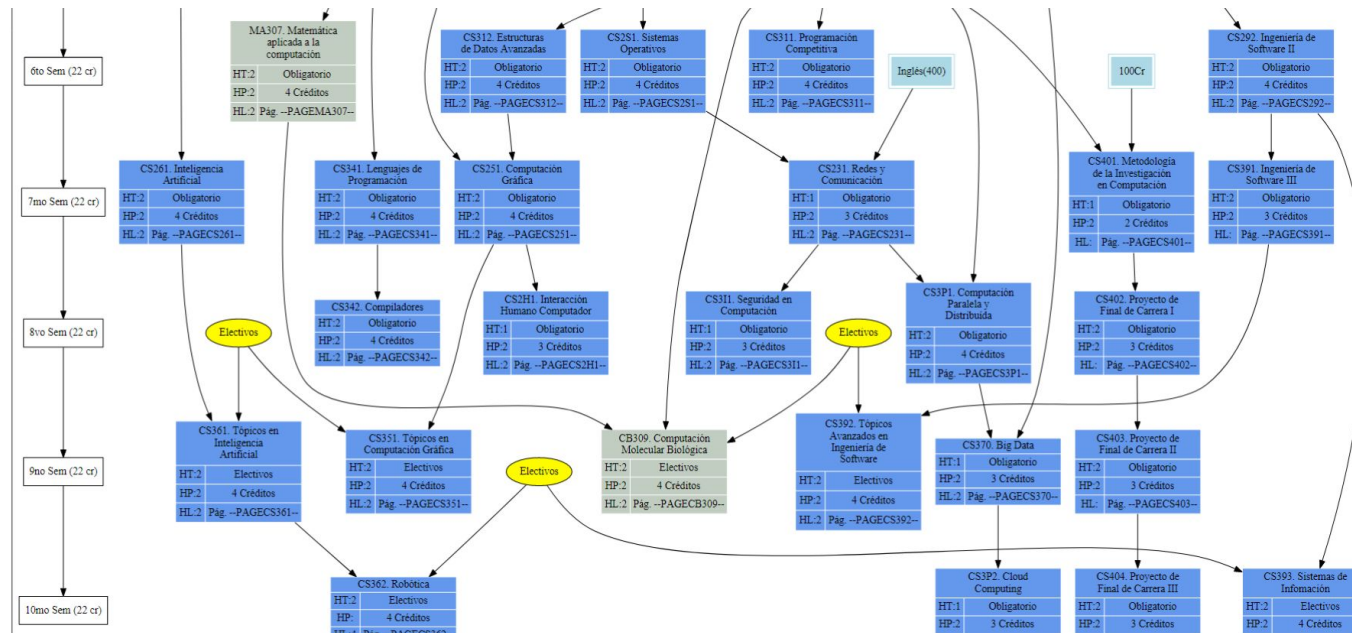 6to Sem (22 cr)
MA307. Matemática
aplicada a la
computación
HT:2 Obligatorio
HP:2 4 Créditos
HL:2 Pág. --PAGEMA307--
CS312. Estructuras
de Datos Avanzadas
HT:2 Obligatorio
HP:2 4 Créditos
HL:2 Pág. --PAGECS312--
CS2S1. Sistemas
Operativos
HT:2 Obligatorio
HP:2 4 Créditos
HL:2 Pág. --PAGECS2S1--
CS311. Programación
Competitiva
HT:2 Obligatorio
HP:2 4 Créditos
HL:2 Pág. --PAGECS311--
Inglés(400)
100Cr
CS292. Ingeniería de
Software II
HT:2 Obligatorio
HP:2 4 Créditos
HL:2 Pág. --PAGECS292--
7mo Sem (22 cr)
CS261. Inteligencia
Artificial
HT:2 Obligatorio
HP:2 4 Créditos
HL:2 Pág. --PAGECS261--
CS341. Lenguajes de
Programación
HT:2 Obligatorio
HP:2 4 Créditos
HL:2 Pág. --PAGECS341--
CS251. Computación
Gráfica
HT:2 Obligatorio
HP:2 4 Créditos
HL:2 Pág. --PAGECS251--
CS231. Redes y
Comunicación
HT:1 Obligatorio
HP:2 3 Créditos
HL:2 Pág. --PAGECS231--
CS401. Metodología
de la Investigación
en Computación
HT:1 Obligatorio
HP:2 2 Créditos
HL: Pág. --PAGECS401--
CS391. Ingeniería de
Software III
HT:2 Obligatorio
HP:2 3 Créditos
HL: Pág. --PAGECS391--
8vo Sem (22 cr)
Electivos
CS342. Compiladores
HT:2 Obligatorio
HP:2 4 Créditos
HL:2 Pág. --PAGECS342--
CS2H1. Interacción
Humano Computador
HT:1 Obligatorio
HP:2 3 Créditos
HL:2 Pág. --PAGECS2H1--
CS3I1. Seguridad en
Computación
HT:1 Obligatorio
HP:2 3 Créditos
HL:2 Pág. --PAGECS3I1--
Electivos
CS3P1. Computación
Paralela y
Distribuída
HT:2 Obligatorio
HP:2 4 Créditos
HL:2 Pág. --PAGECS3P1--
CS402. Proyecto de
Final de Carrera I
HT:2 Obligatorio
HP:2 3 Créditos
HL: Pág. --PAGECS402--
9no Sem (22 cr)
CS361. Tópicos en
Inteligencia
Artificial
HT:2 Electivos
HP:2 4 Créditos
HL:2 Pág. --PAGECS361--
CS351. Tópicos en
Computación Gráfica
HT:2 Electivos
HP:2 4 Créditos
HL:2 Pág. --PAGECS351--
Electivos
CB309. Computación
Molecular Biológica
HT:2 Electivos
HP:2 4 Créditos
HL:2 Pág. --PAGECB309--
CS392. Tópicos
Avanzados en
Ingeniería de
Software
HT:2 Electivos
HP:2 4 Créditos
HL:2 Pág. --PAGECS392--
CS370. Big Data
HT:1 Obligatorio
HP:2 3 Créditos
HL:2 Pág. --PAGECS370--
CS403. Proyecto de
Final de Carrera II
HT:2 Obligatorio
HP:2 3 Créditos
HL: Pág. --PAGECS403--
10mo Sem (22 cr)
CS362. Robótica
HT:2 Electivos
HP: 4 Créditos
CS3P2. Cloud
Computing
HT:1 Obligatorio
HP:2 3 Créditos
CS404. Proyecto de
Final de Carrera III
HT:2 Obligatorio
HP:2 3 Créditos
CS393. Sistemas de
Infomación
HT:2 Electivos
HP:2 4 Créditos